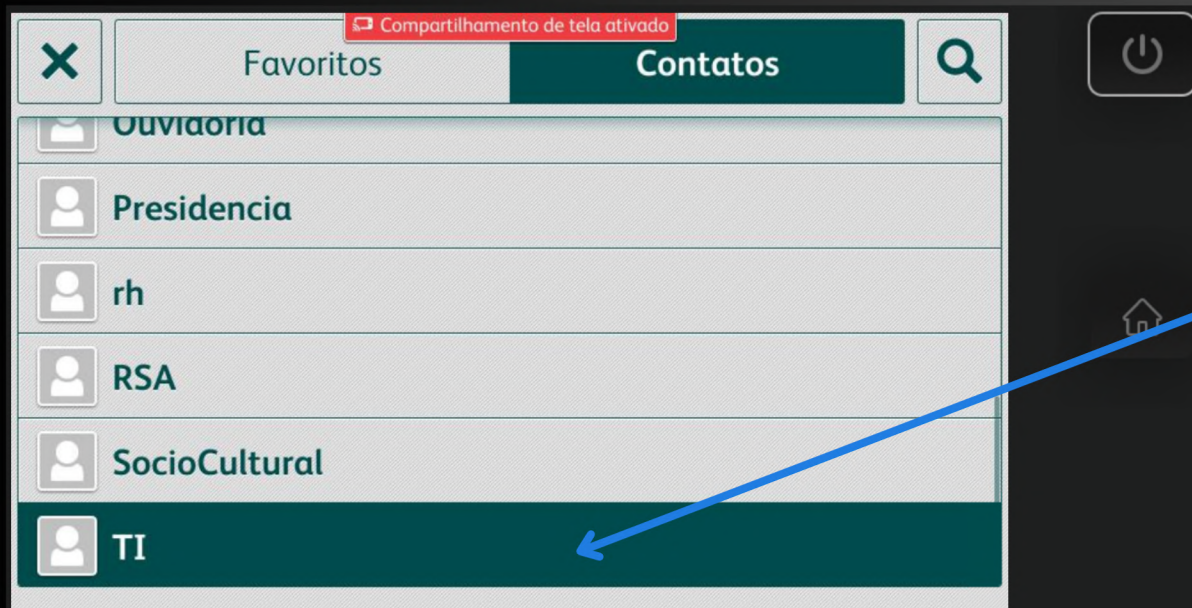 Compartilhamento de tela ativado
Favoritos
Contatos
Ouvidoria
Presidencia
rh
RSA
SocioCultural
TI